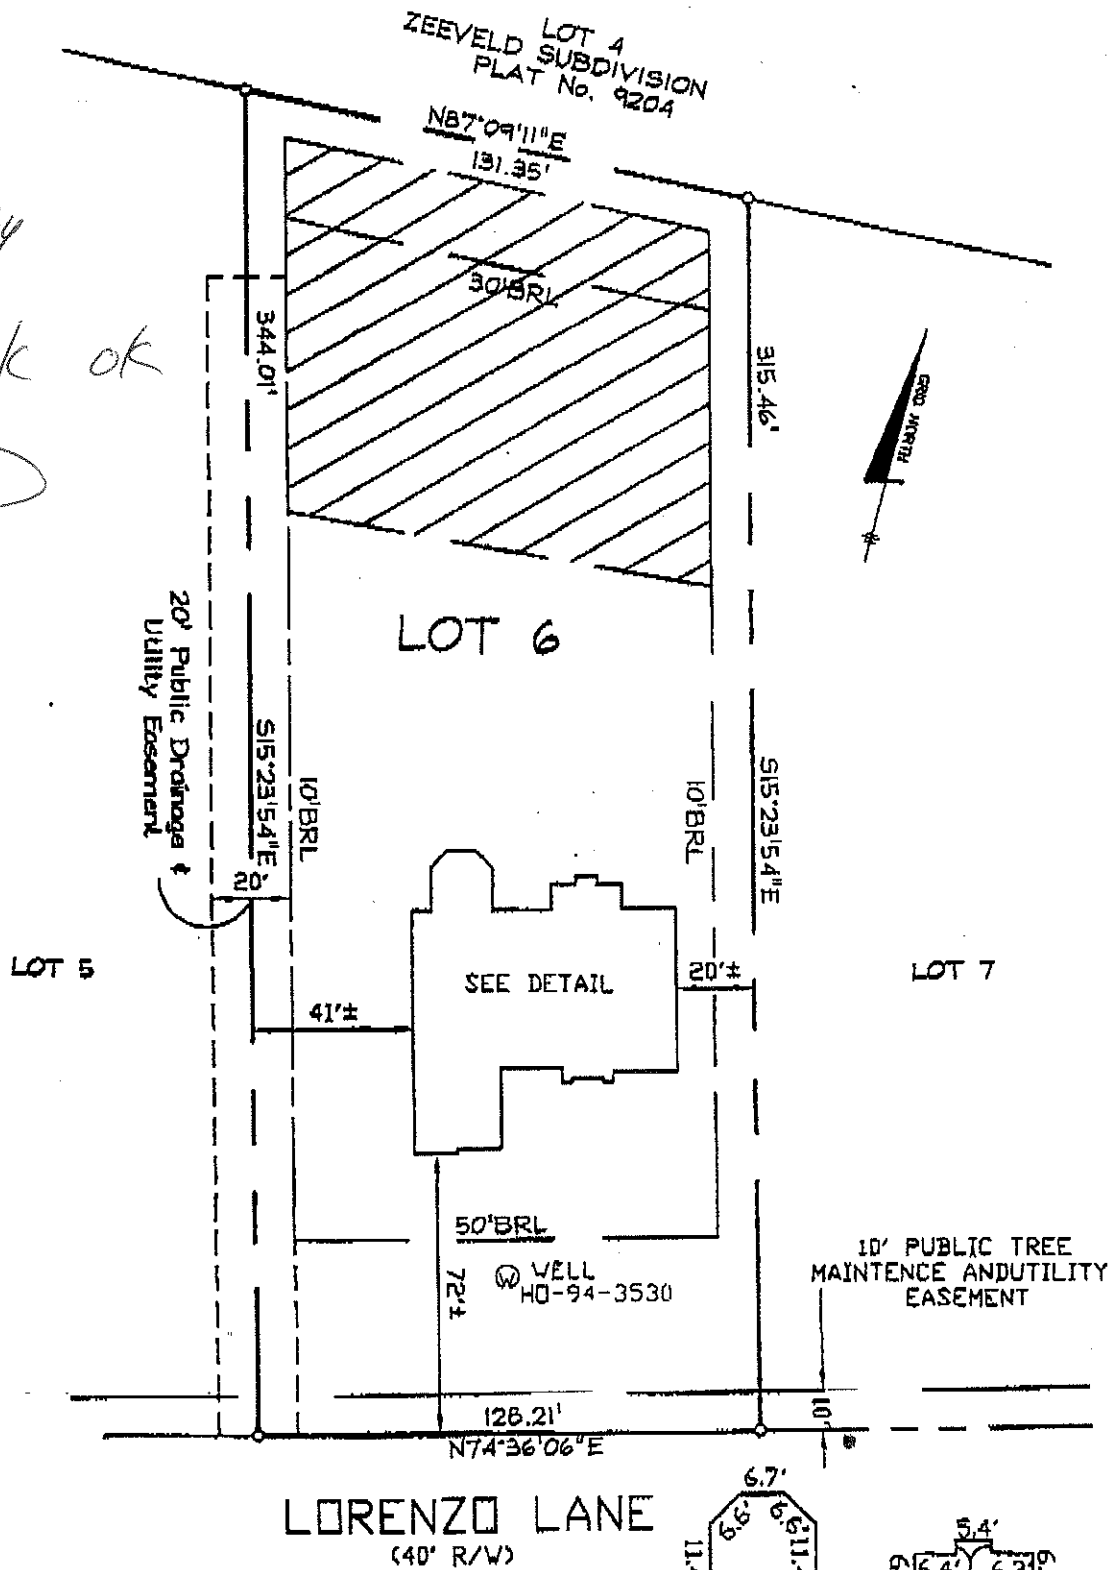 LOT 4
ZEEVELD SUBDIVISION
PLAT No. 9204
N87°09'11"E
131.35'
30'BRL
ok
344.01'
315.46'
GRID NORTH
LOT 6
20' Public Drainage &
Utility Easement
S15°23'54"E
10'BRL
10'BRL
S15°23'54"E
20'
LOT 5
SEE DETAIL
20'±
LOT 7
41'±
50'BRL
72'±
W WELL
HO-94-3530
10' PUBLIC TREE
MAINTENCE ANDUTILITY
EASEMENT
128.21'
10'
N74°36'06"E
LORENZO LANE
(40' R/W)
6.7'
6.6' 6.6'
5.4'